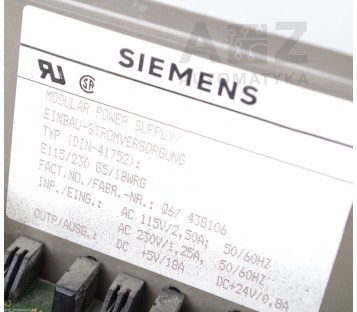 SIEMENS
MODULAR POWER SUPPLY/
EINBAU-STROMVERSORGUNG
TYP (DIN-41752):
E115/230 G5/18WRG
FACT.NO./FABR.-NR.: Q6/ 438106
INP./EING.: AC 115V/2,50A; 50/60HZ
AC 230V/1,25A, 50/60HZ
OUTP/AUSG.: DC +5V/18A DC+24V/0,8A